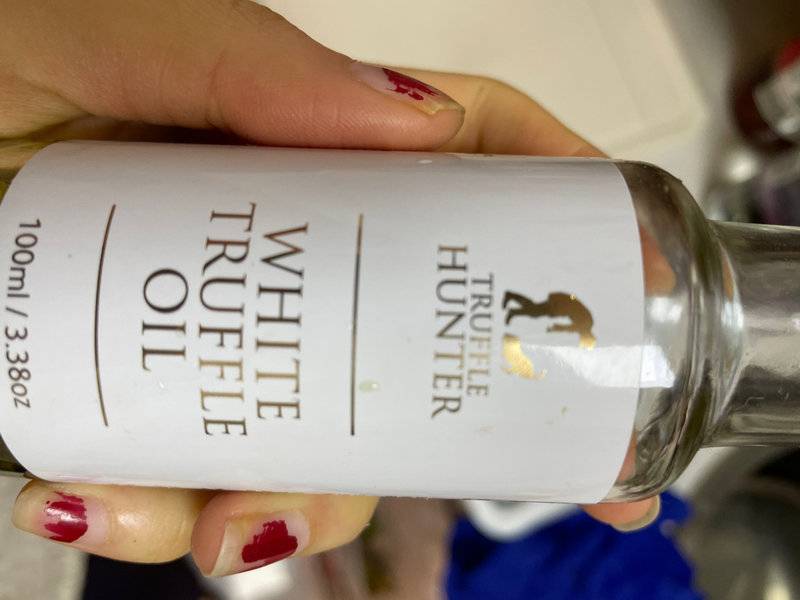 TRUFFLE
HUNTER
WHITE
TRUFFLE
OIL
100ml / 3.38oz